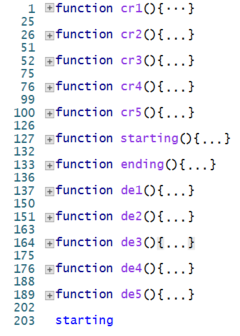 1 function cr1(){...}
25
26 function cr2(){...}
51
52 function cr3(){...}
75
76 function cr4(){...}
99
100 function cr5(){...}
126
127 function starting(){...}
132
133 function ending(){...}
136
137 function de1(){...}
150
151 function de2(){...}
163
164 function de3(){...}
175
176 function de4(){...}
188
189 function de5(){...}
202
203 starting